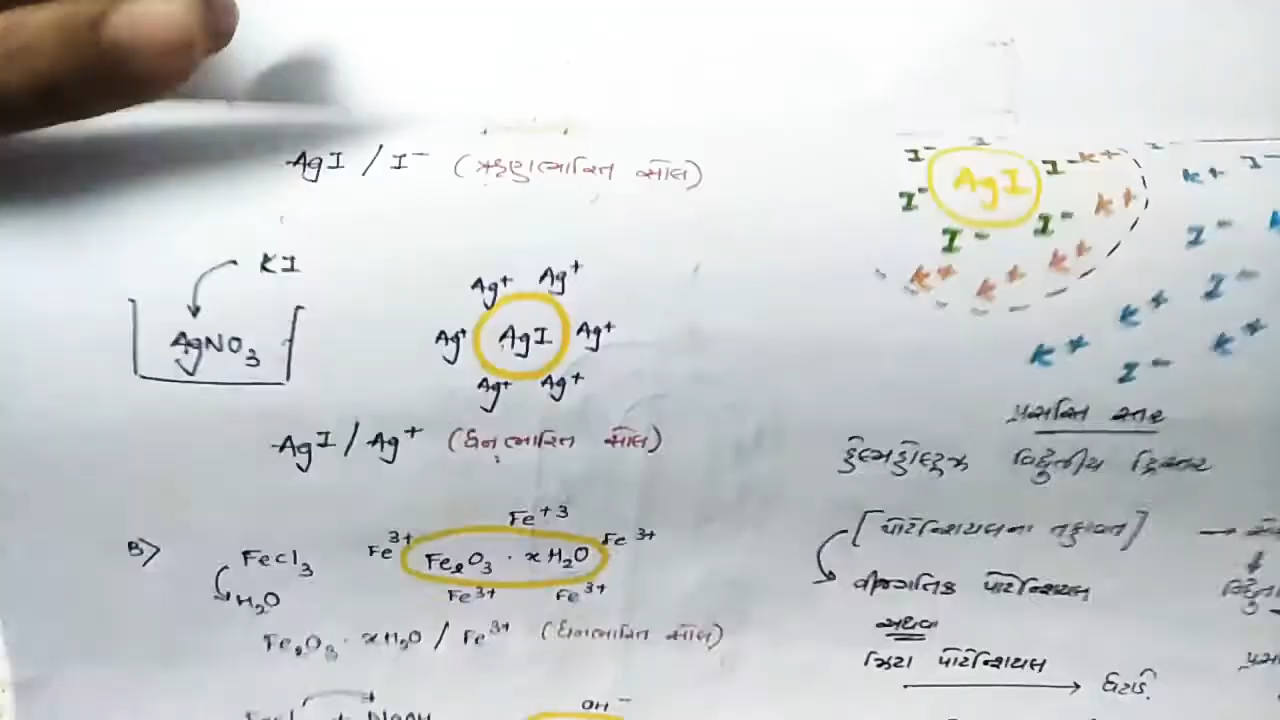 AgI / I⁻ (ઋણભારિત સૉલ)
KI
AgNO₃
Ag⁺ Ag⁺
Ag⁺ AgI Ag⁺
Ag⁺ Ag⁺
AgI / Ag⁺ (ધનભારિત સૉલ)
B>
FeCl₃
H₂O
Fe⁺³
Fe³⁺ Fe₂O₃ · xH₂O Fe³⁺
Fe³⁺ Fe³⁺
Fe₂O₃ · xH₂O / Fe³⁺ (ધનભારિત સૉલ)
OH⁻
I⁻ AgI I⁻ K⁺ K⁺ I⁻
I⁻ I⁻ I⁻ K⁺ I⁻
K⁺ K⁺ K⁺ K⁺ I⁻
K⁺ I⁻ K⁺
પ્રસરિત સ્તર
હેલ્મહોલ્ટ્ઝ વિદ્યુતીય દ્વિસ્તર
[પોટેન્શિયલના તફાવત] →
વીજગતિક પોટેન્શિયલ
અથવા
ઝિટા પોટેન્શિયલ → ઘટાડે